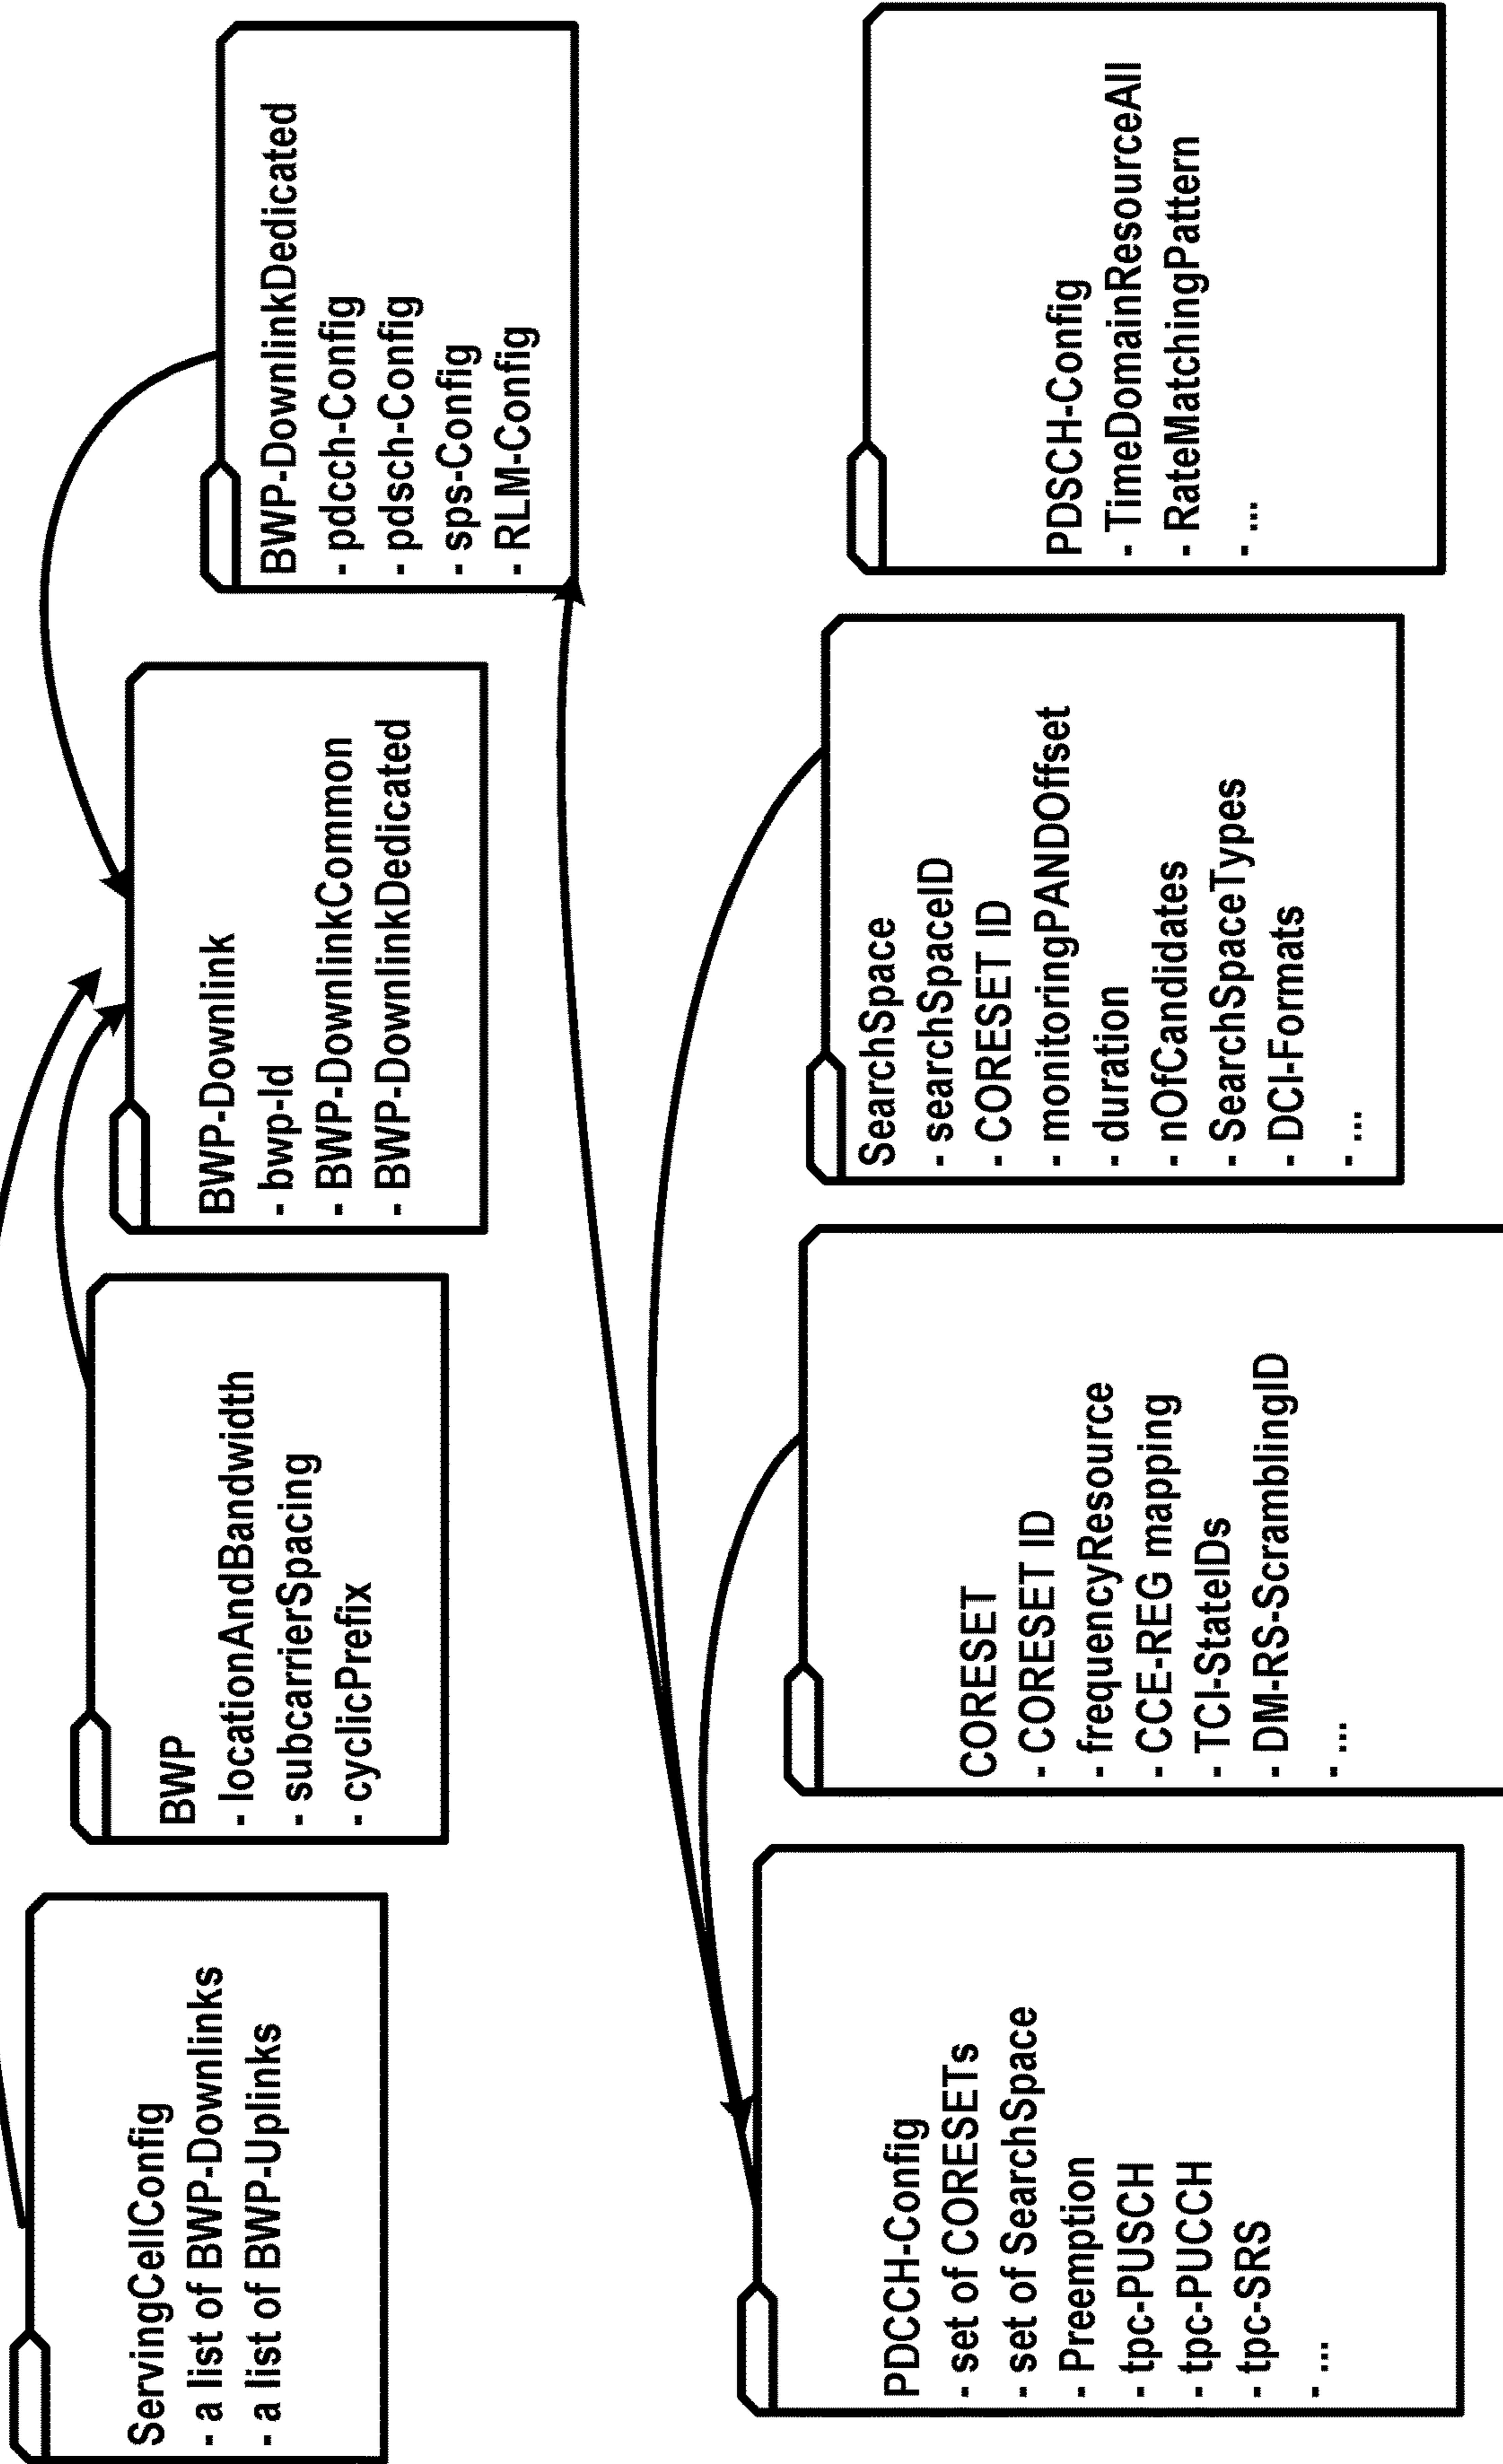 ServingCellConfig
- a list of BWP-Downlinks
- a list of BWP-Uplinks
BWP
- locationAndBandwidth
- subcarrierSpacing
- cyclicPrefix
BWP-Downlink
- bwp-Id
- BWP-DownlinkCommon
- BWP-DownlinkDedicated
BWP-DownlinkDedicated
- pdcch-Config
- pdsch-Config
- sps-Config
- RLM-Config
PDCCH-Config
- set of CORESETs
- set of SearchSpace
- Preemption
- tpc-PUSCH
- tpc-PUCCH
- tpc-SRS
- ...
CORESET
- CORESET ID
- frequencyResource
- CCE-REG mapping
- TCI-StateIDs
- DM-RS-ScramblingID
- ...
SearchSpace
- searchSpaceID
- CORESET ID
- monitoringPANDOffset
- duration
- nOfCandidates
- SearchSpaceTypes
- DCI-Formats
- ...
PDSCH-Config
- TimeDomainResourceAll
- RateMatchingPattern
- ...